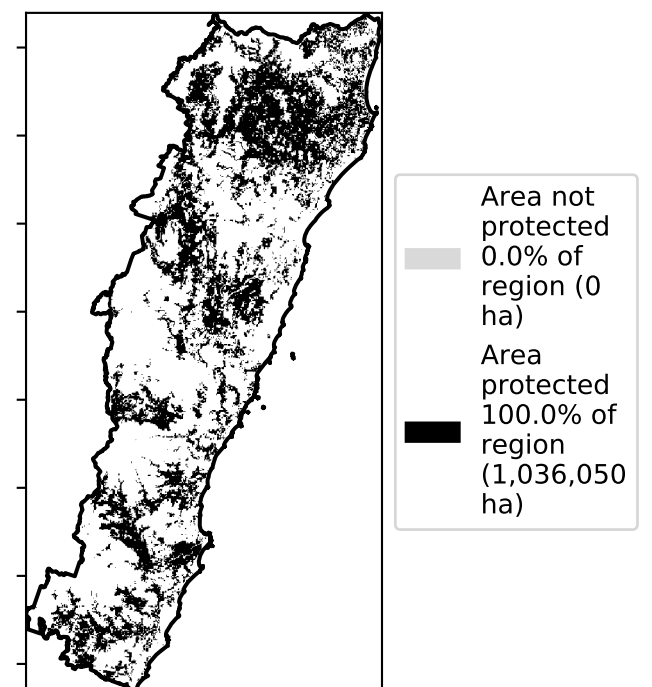 Area not
protected
0.0% of
region (0
ha)
Area
protected
100.0% of
region
(1,036,050
ha)